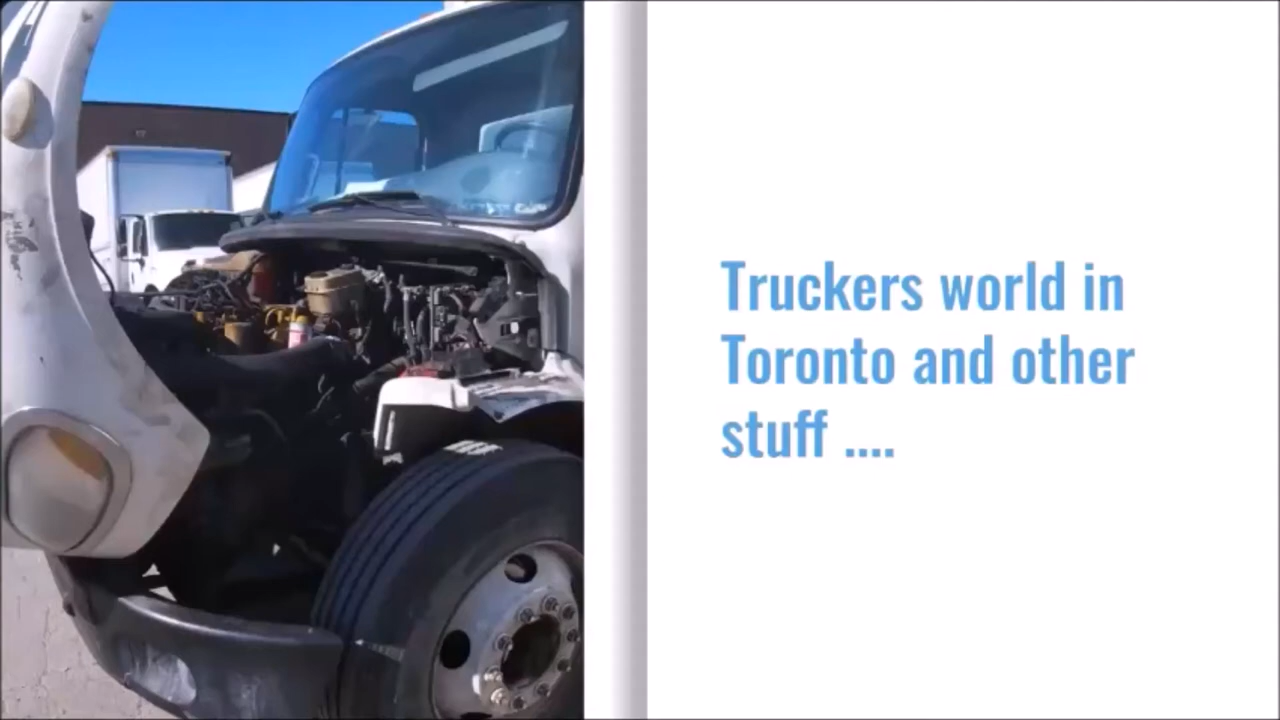 Truckers world in
Toronto and other
stuff ....